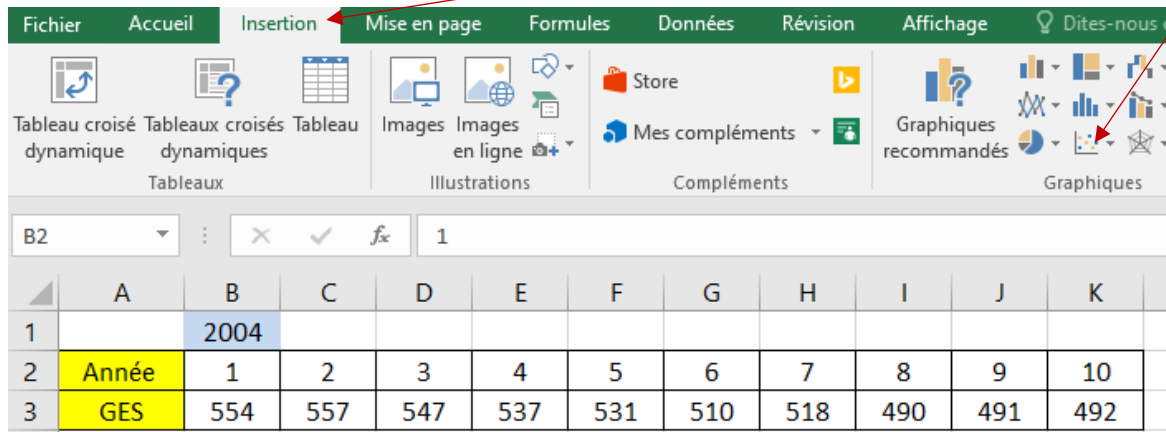 Fichier Accueil Insertion Mise en page Formules Données Révision Affichage Dites-nous
Store
Mes compléments
Tableau croisé dynamique
Tableaux croisés dynamiques
Tableau
Images
Images en ligne
Graphiques recommandés
Tableaux Illustrations Compléments Graphiques
B2 fx 1
A B C D E F G H I J K
1 2004
2 Année 1 2 3 4 5 6 7 8 9 10
3 GES 554 557 547 537 531 510 518 490 491 492